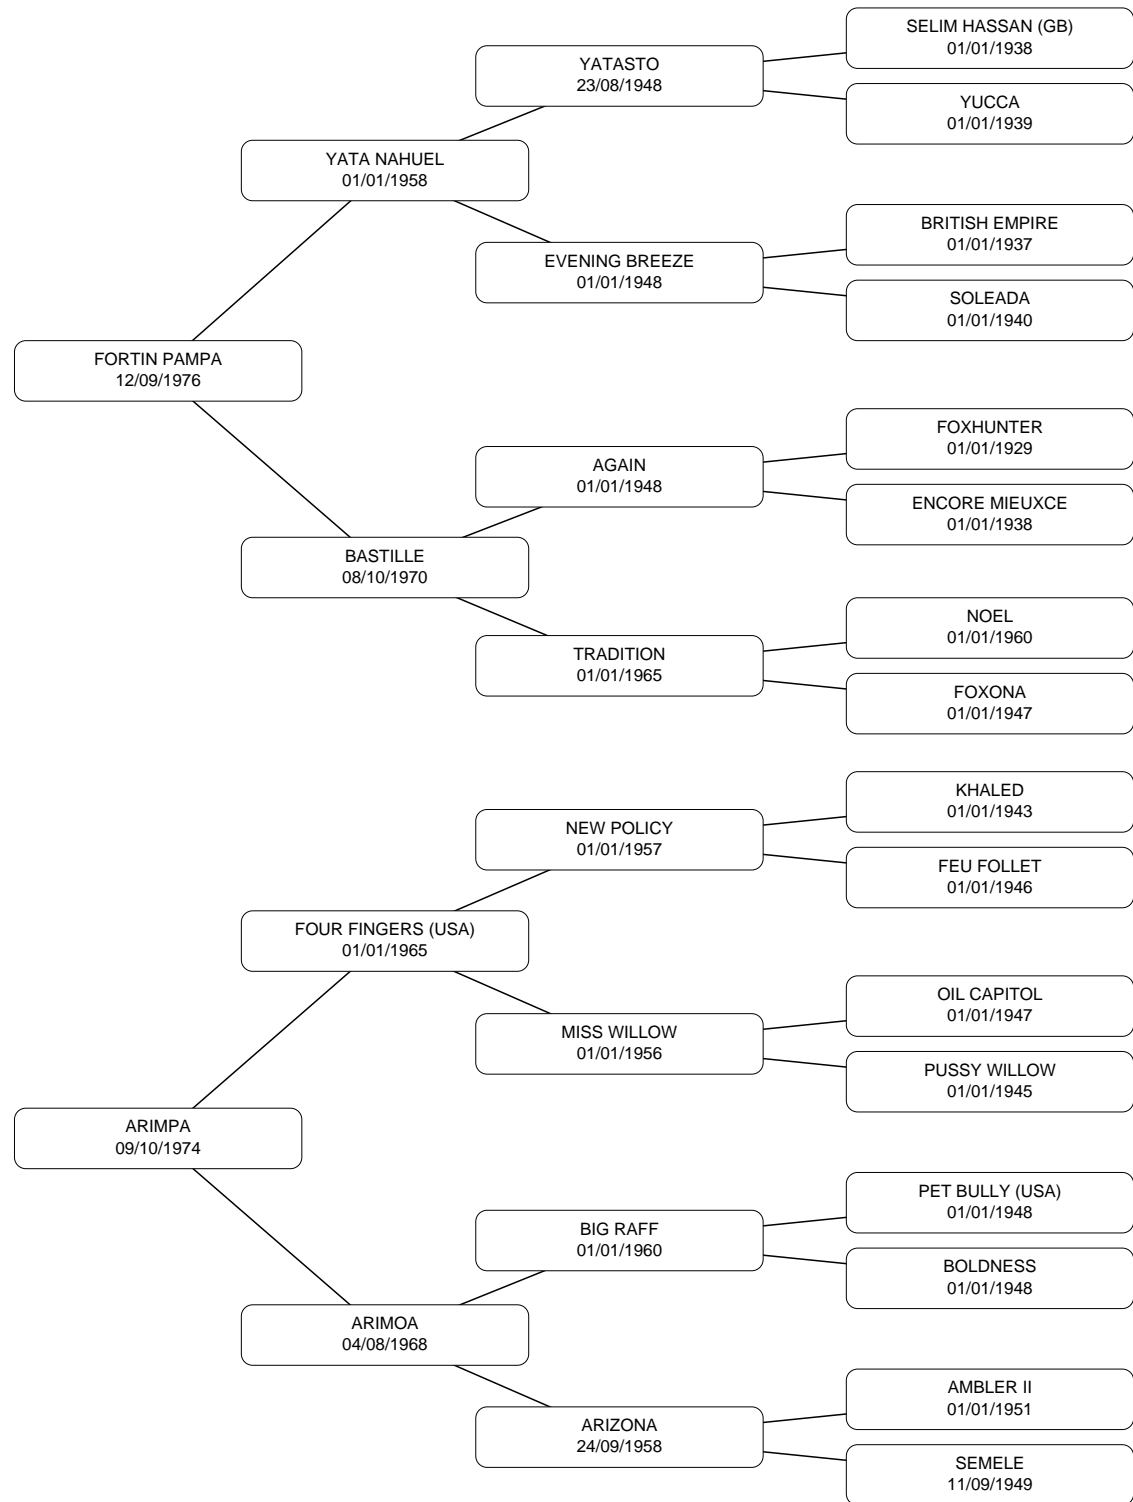 SELIM HASSAN (GB)
01/01/1938
YATASTO
23/08/1948
YUCCA
01/01/1939
YATA NAHUEL
01/01/1958
BRITISH EMPIRE
01/01/1937
EVENING BREEZE
01/01/1948
SOLEADA
01/01/1940
FORTIN PAMPA
12/09/1976
FOXHUNTER
01/01/1929
AGAIN
01/01/1948
ENCORE MIEUXCE
01/01/1938
BASTILLE
08/10/1970
NOEL
01/01/1960
TRADITION
01/01/1965
FOXONA
01/01/1947
KHALED
01/01/1943
NEW POLICY
01/01/1957
FEU FOLLET
01/01/1946
FOUR FINGERS (USA)
01/01/1965
OIL CAPITOL
01/01/1947
MISS WILLOW
01/01/1956
PUSSY WILLOW
01/01/1945
ARIMPA
09/10/1974
PET BULLY (USA)
01/01/1948
BIG RAFF
01/01/1960
BOLDNESS
01/01/1948
ARIMOA
04/08/1968
AMBLER II
01/01/1951
ARIZONA
24/09/1958
SEMELE
11/09/1949